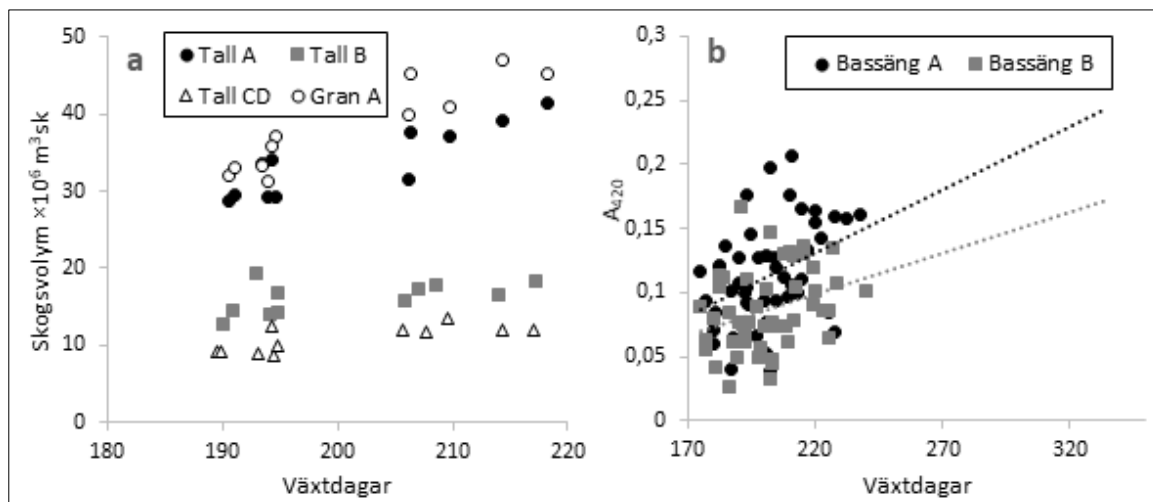 a
Tall A
Tall B
Tall CD
Gran A
Skogsvolym ×10⁶ m³sk
50
40
30
20
10
0
180
190
200
210
220
Växtdagar
b
Bassäng A
Bassäng B
A₄₂₀
0,3
0,25
0,2
0,15
0,1
0,05
0
170
220
270
320
Växtdagar